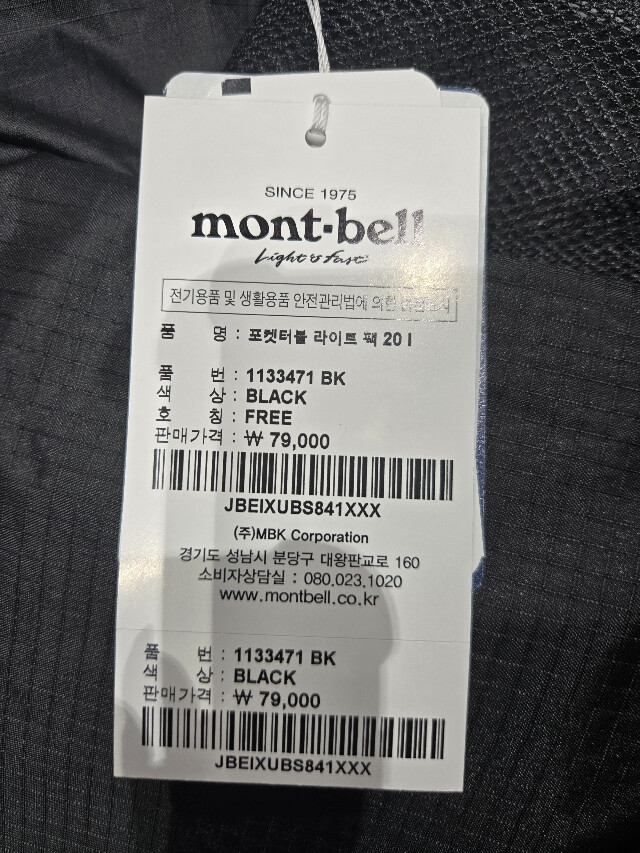 SINCE 1975
mont-bell
Light & Fast
전기용품 및 생활용품 안전관리법에 의한
품 명 : 포켓터블 라이트 팩 20 l
품 번 : 1133471 BK
색 상 : BLACK
호 칭 : FREE
판매가격 : ₩ 79,000
JBEIXUBS841XXX
(주)MBK Corporation
경기도 성남시 분당구 대왕판교로 160
소비자상담실 : 080.023.1020
www.montbell.co.kr
품 번 : 1133471 BK
색 상 : BLACK
판매가격 : ₩ 79,000
JBEIXUBS841XXX